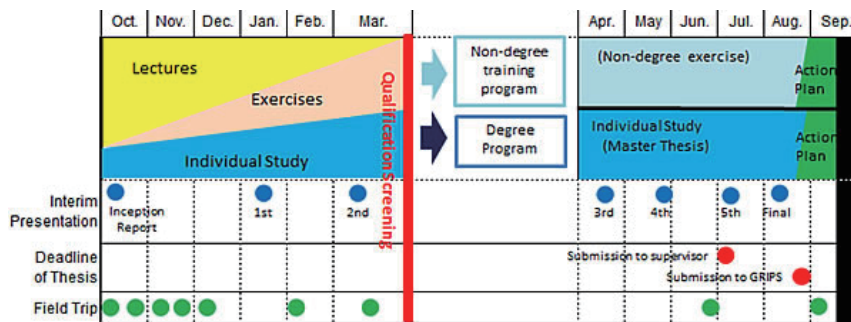 Oct. Nov. Dec. Jan. Feb. Mar. Apr. May Jun. Jul. Aug. Sep.
Lectures
Exercises
Individual Study
Qualification Screening
Non-degree
training
program
Degree
Program
(Non-degree exercise)
Action
Plan
Individual Study
(Master Thesis)
Action
Plan
Interim
Presentation
Inception
Report
1st
2nd
3rd
4th
5th
Final
Deadline
of Thesis
Submission to supervisor
Submission to GRIPS
Field Trip